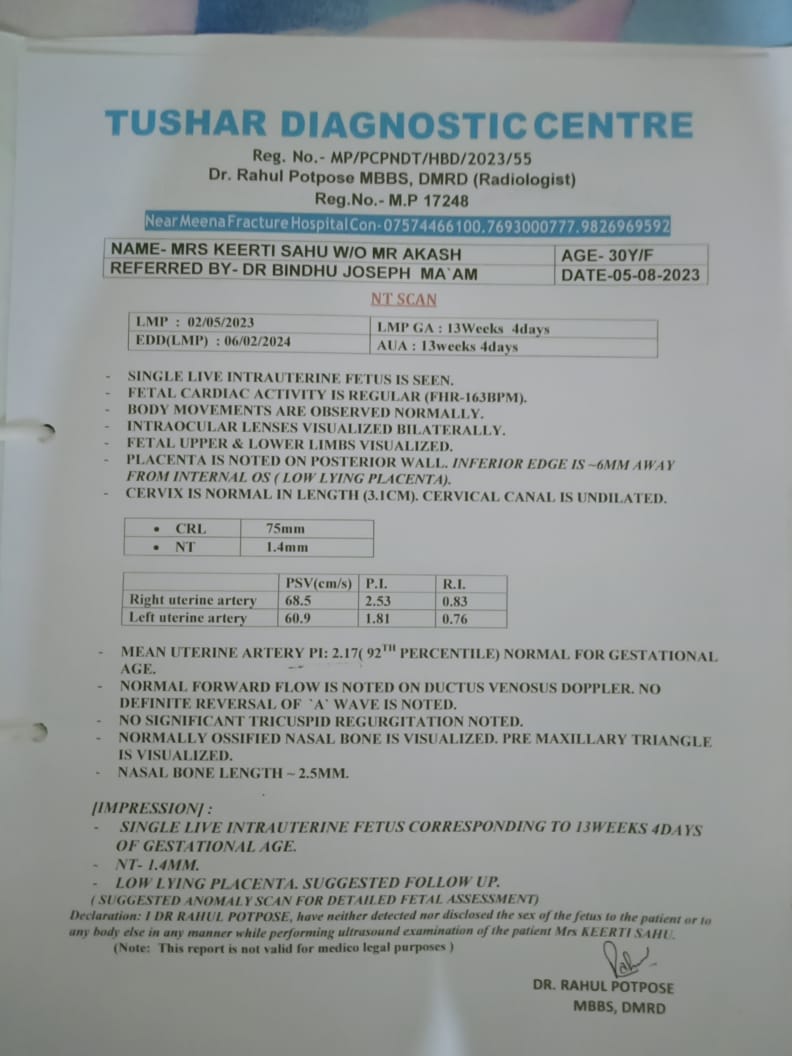 TUSHAR DIAGNOSTIC CENTRE
Reg. No.- MP/PCPNDT/HBD/2023/55
Dr. Rahul Potpose MBBS, DMRD (Radiologist)
Reg.No.- M.P 17248
Near Meena Fracture Hospital Con- 07574466100,7693000777,9826969592
NAME- MRS KEERTI SAHU W/O MR AKASH AGE- 30Y/F
REFERRED BY- DR BINDHU JOSEPH MA`AM DATE-05-08-2023
NT SCAN
LMP : 02/05/2023 LMP GA : 13Weeks 4days
EDD(LMP) : 06/02/2024 AUA : 13weeks 4days
- SINGLE LIVE INTRAUTERINE FETUS IS SEEN.
- FETAL CARDIAC ACTIVITY IS REGULAR (FHR-163BPM).
- BODY MOVEMENTS ARE OBSERVED NORMALLY.
- INTRAOCULAR LENSES VISUALIZED BILATERALLY.
- FETAL UPPER & LOWER LIMBS VISUALIZED.
- PLACENTA IS NOTED ON POSTERIOR WALL. INFERIOR EDGE IS ~6MM AWAY
FROM INTERNAL OS ( LOW LYING PLACENTA).
- CERVIX IS NORMAL IN LENGTH (3.1CM). CERVICAL CANAL IS UNDILATED.
• CRL 75mm
• NT 1.4mm
PSV(cm/s) P.I. R.I.
Right uterine artery 68.5 2.53 0.83
Left uterine artery 60.9 1.81 0.76
- MEAN UTERINE ARTERY PI: 2.17( 92TH PERCENTILE) NORMAL FOR GESTATIONAL
AGE.
- NORMAL FORWARD FLOW IS NOTED ON DUCTUS VENOSUS DOPPLER. NO
DEFINITE REVERSAL OF `A` WAVE IS NOTED.
- NO SIGNIFICANT TRICUSPID REGURGITATION NOTED.
- NORMALLY OSSIFIED NASAL BONE IS VISUALIZED. PRE MAXILLARY TRIANGLE
IS VISUALIZED.
- NASAL BONE LENGTH ~ 2.5MM.
[IMPRESSION] :
- SINGLE LIVE INTRAUTERINE FETUS CORRESPONDING TO 13WEEKS 4DAYS
OF GESTATIONAL AGE.
- NT- 1.4MM.
- LOW LYING PLACENTA. SUGGESTED FOLLOW UP.
( SUGGESTED ANOMALY SCAN FOR DETAILED FETAL ASSESSMENT)
Declaration: I DR RAHUL POTPOSE, have neither detected nor disclosed the sex of the fetus to the patient or to
any body else in any manner while performing ultrasound examination of the patient Mrs KEERTI SAHU.
(Note: This report is not valid for medico legal purposes )
DR. RAHUL POTPOSE
MBBS, DMRD